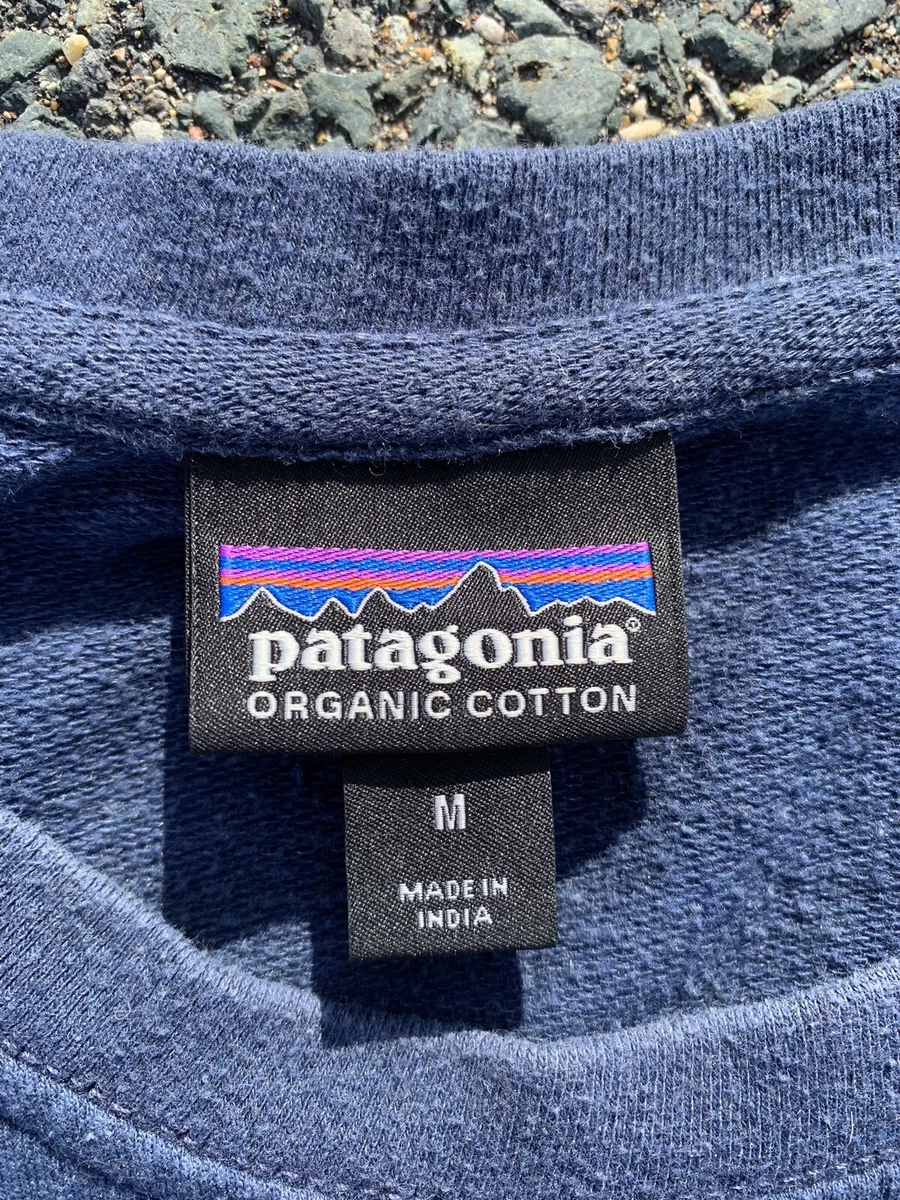 patagonia®
ORGANIC COTTON
M
MADE IN
INDIA